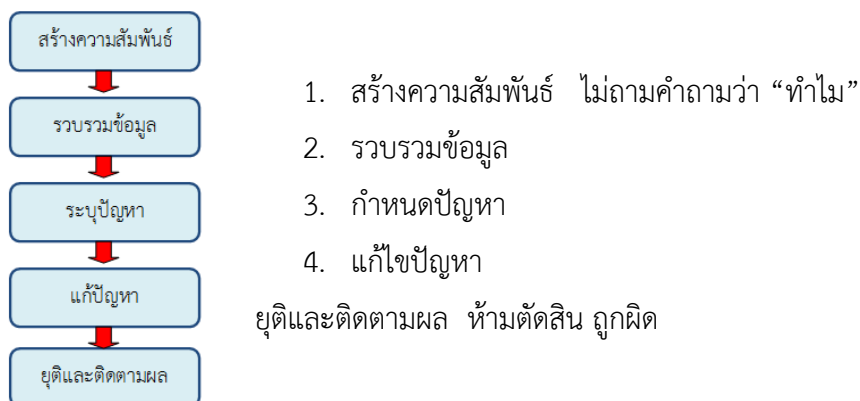 สร้างความสัมพันธ์
รวบรวมข้อมูล
ระบุปัญหา
แก้ปัญหา
ยุติและติดตามผล
1. สร้างความสัมพันธ์ ไม่ถามคำถามว่า “ทำไม”
2. รวบรวมข้อมูล
3. กำหนดปัญหา
4. แก้ไขปัญหา
ยุติและติดตามผล ห้ามตัดสิน ถูกผิด